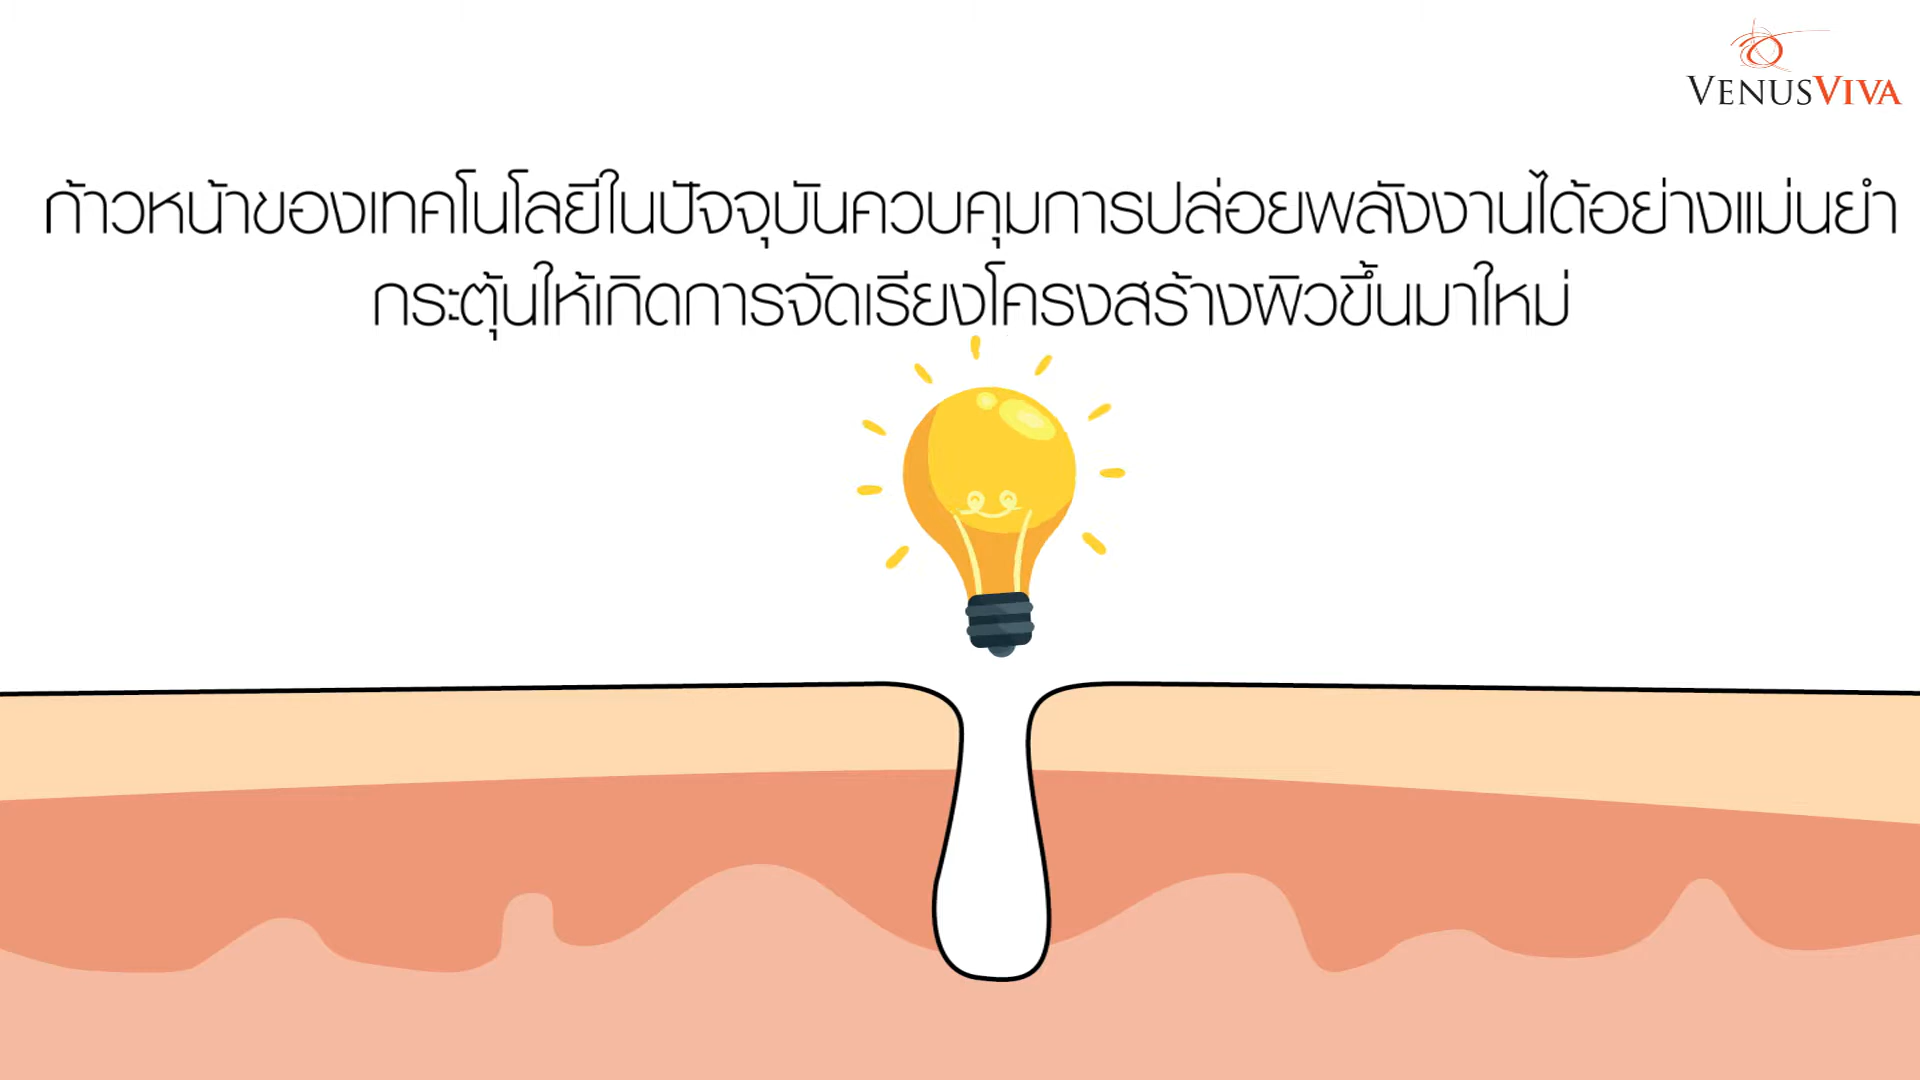 VENUSVIVA
ก้าวหน้าของเทคโนโลยีในปัจจุบันควบคุมการปล่อยพลังงานได้อย่างแม่นยำ
กระตุ้นให้เกิดการจัดเรียงโครงสร้างผิวขึ้นมาใหม่